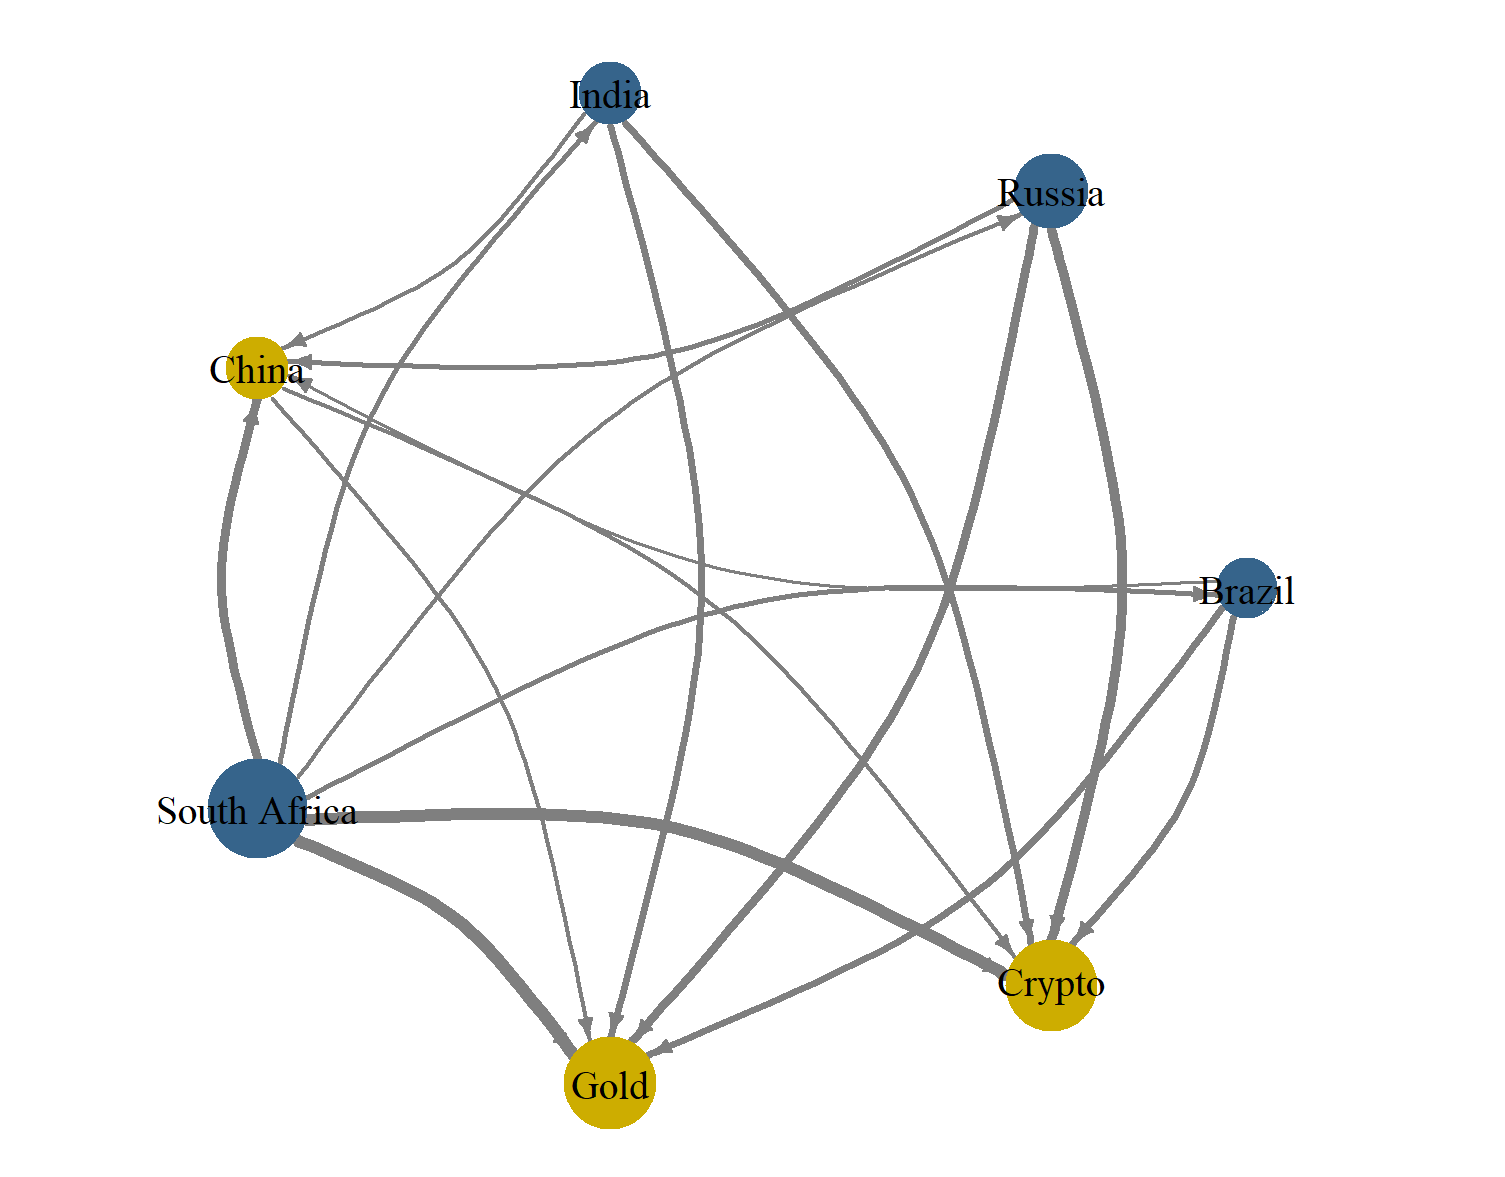 India
Russia
China
Brazil
South Africa
Crypto
Gold